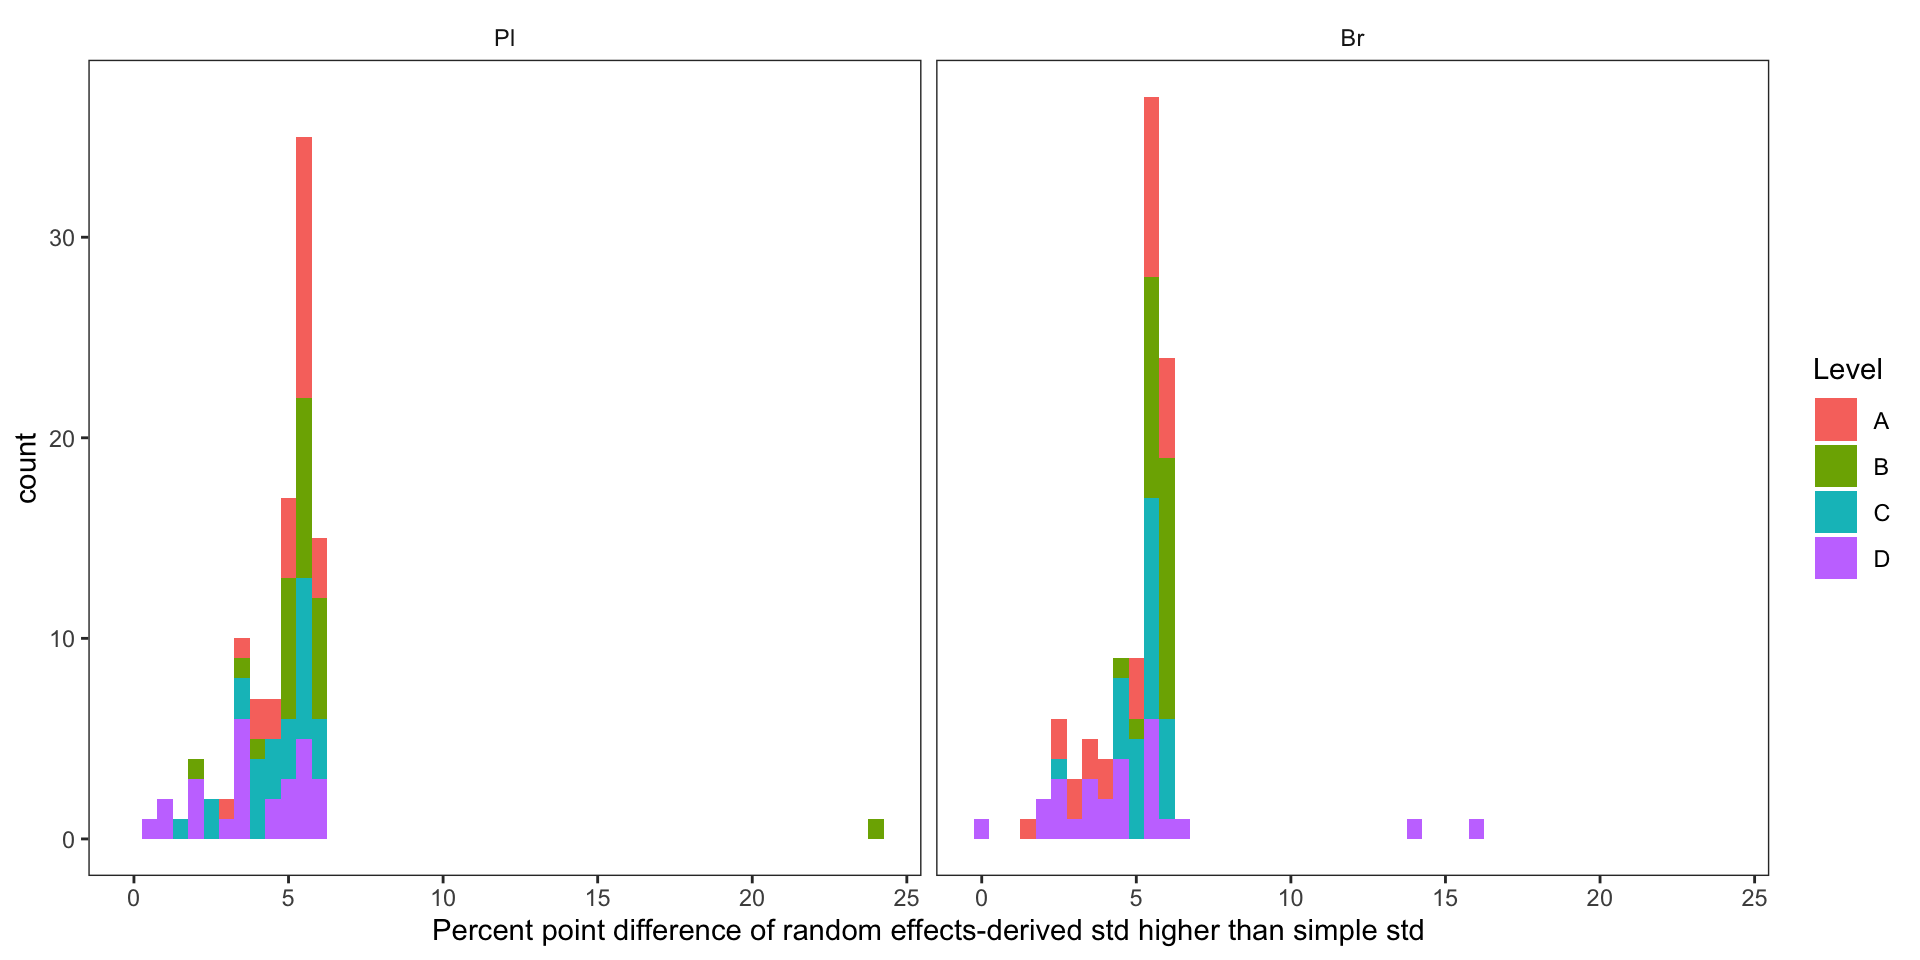 Pl
Br
30
20
10
0
count
0 5 10 15 20 25
0 5 10 15 20 25
Percent point difference of random effects-derived std higher than simple std
Level
A
B
C
D